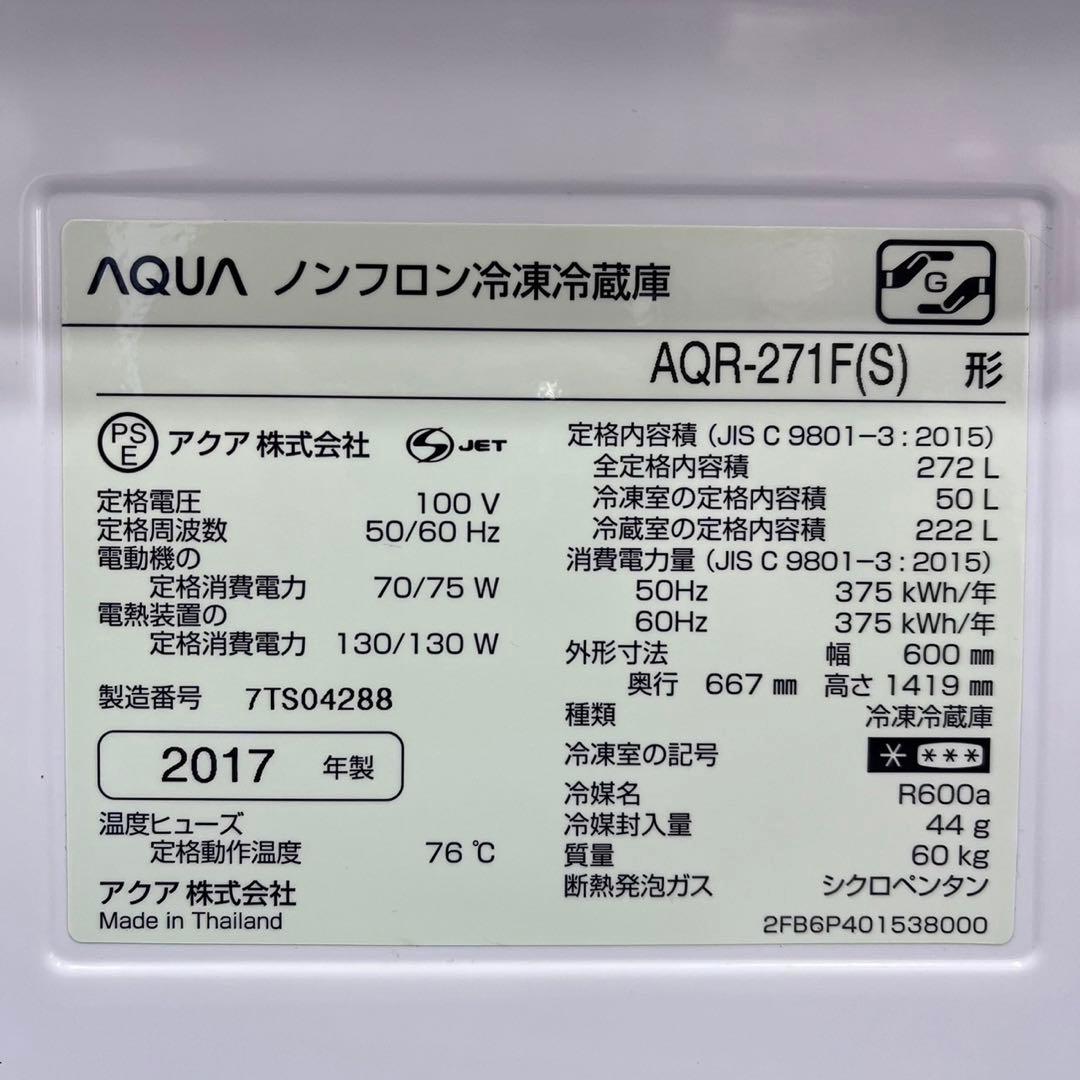 AQUA ノンフロン冷凍冷蔵庫
G
AQR-271F(S) 形
PSE アクア株式会社 S JET
定格電圧 100 V
定格周波数 50/60 Hz
電動機の
定格消費電力 70/75 W
電熱装置の
定格消費電力 130/130 W
製造番号 7TS04288
2017 年製
温度ヒューズ
定格動作温度 76 ℃
アクア株式会社
Made in Thailand
定格内容積 (JIS C 9801-3 : 2015)
全定格内容積 272 L
冷凍室の定格内容積 50 L
冷蔵室の定格内容積 222 L
消費電力量 (JIS C 9801-3 : 2015)
50Hz 375 kWh/年
60Hz 375 kWh/年
外形寸法 幅 600 ㎜
奥行 667 ㎜ 高さ 1419 ㎜
種類 冷凍冷蔵庫
冷凍室の記号 * ***
冷媒名 R600a
冷媒封入量 44 g
質量 60 kg
断熱発泡ガス シクロペンタン
2FB6P401538000